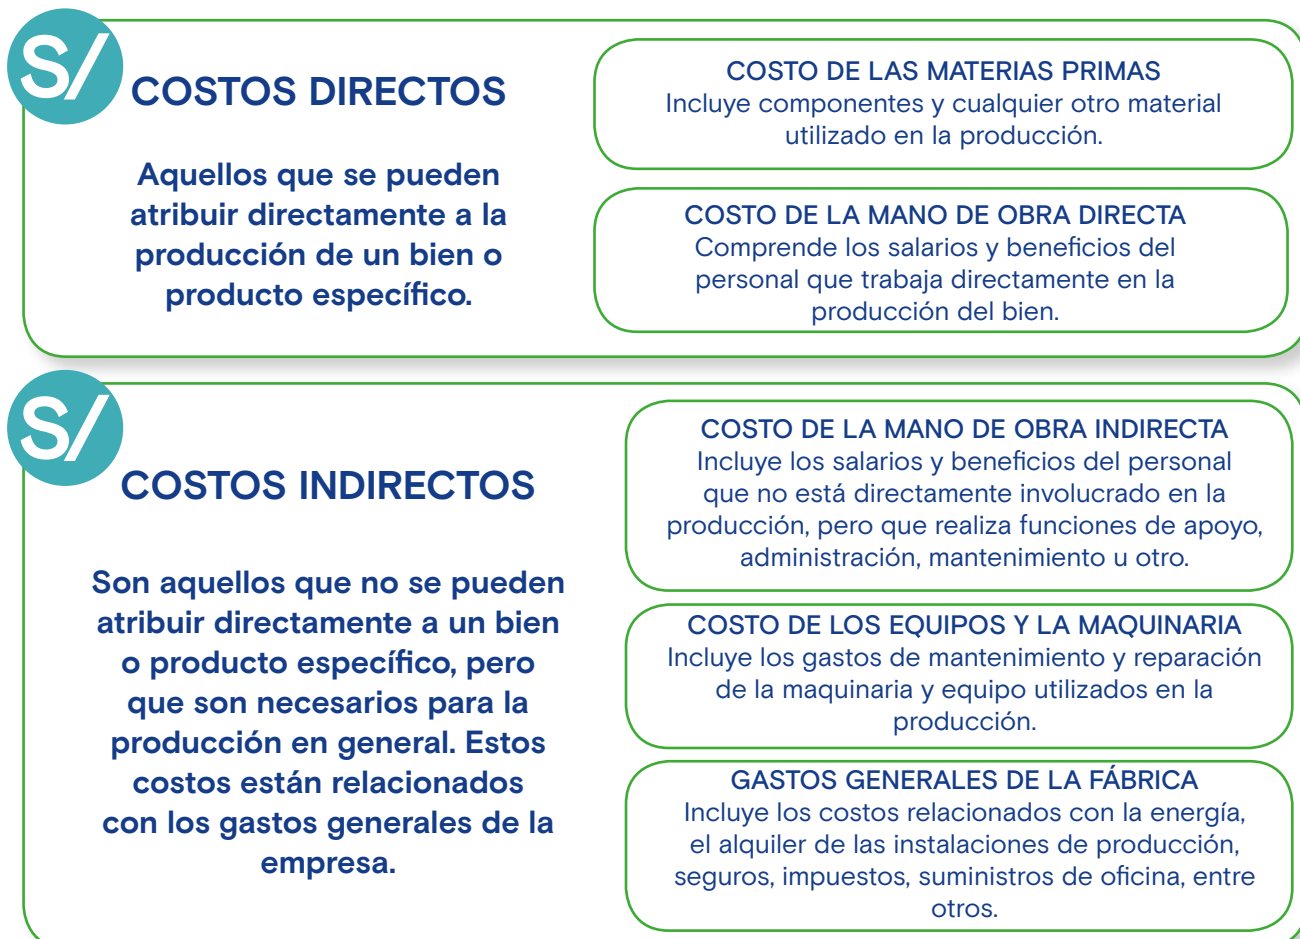 S/
COSTOS DIRECTOS
Aquellos que se pueden
atribuir directamente a la
producción de un bien o
producto específico.
COSTO DE LAS MATERIAS PRIMAS
Incluye componentes y cualquier otro material
utilizado en la producción.
COSTO DE LA MANO DE OBRA DIRECTA
Comprende los salarios y beneficios del
personal que trabaja directamente en la
producción del bien.
S/
COSTOS INDIRECTOS
Son aquellos que no se pueden
atribuir directamente a un bien
o producto específico, pero
que son necesarios para la
producción en general. Estos
costos están relacionados
con los gastos generales de la
empresa.
COSTO DE LA MANO DE OBRA INDIRECTA
Incluye los salarios y beneficios del personal
que no está directamente involucrado en la
producción, pero que realiza funciones de apoyo,
administración, mantenimiento u otro.
COSTO DE LOS EQUIPOS Y LA MAQUINARIA
Incluye los gastos de mantenimiento y reparación
de la maquinaria y equipo utilizados en la
producción.
GASTOS GENERALES DE LA FÁBRICA
Incluye los costos relacionados con la energía,
el alquiler de las instalaciones de producción,
seguros, impuestos, suministros de oficina, entre
otros.